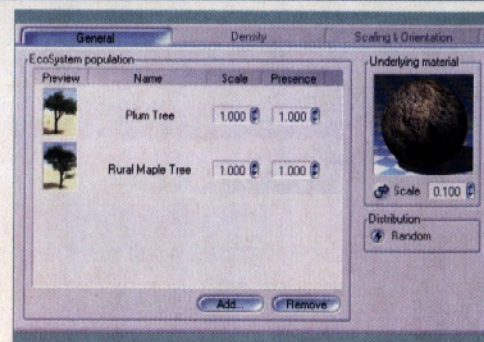 General Density Scaling & Orientation
EcoSystem population
Preview Name Scale Presence
Plum Tree 1.000 1.000
Rural Maple Tree 1.000 1.000
Add... Remove
Underlying material
Scale 0.100
Distribution
Random